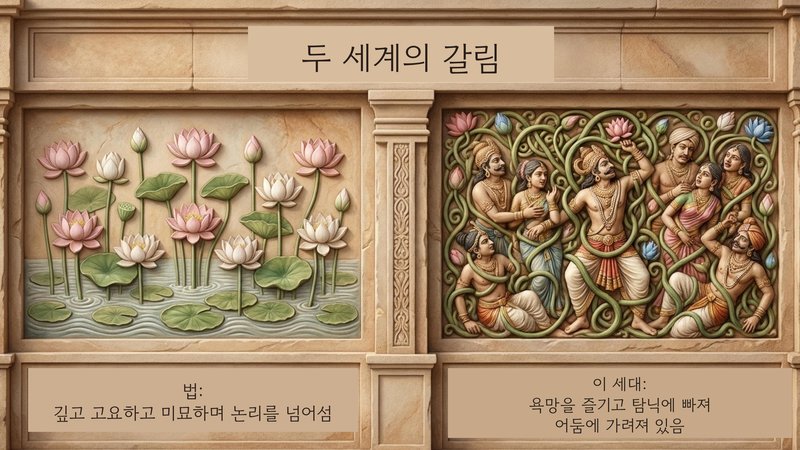 두 세계의 갈림
법:
깊고 고요하고 미묘하며 논리를 넘어섬
이 세대:
욕망을 즐기고 탐닉에 빠져
어둠에 가려져 있음